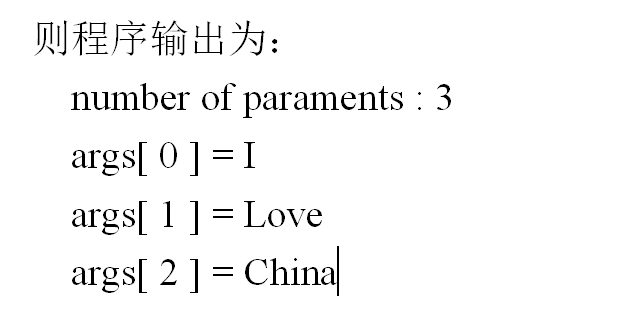 则程序输出为：
number of paraments : 3
args[ 0 ] = I
args[ 1 ] = Love
args[ 2 ] = China